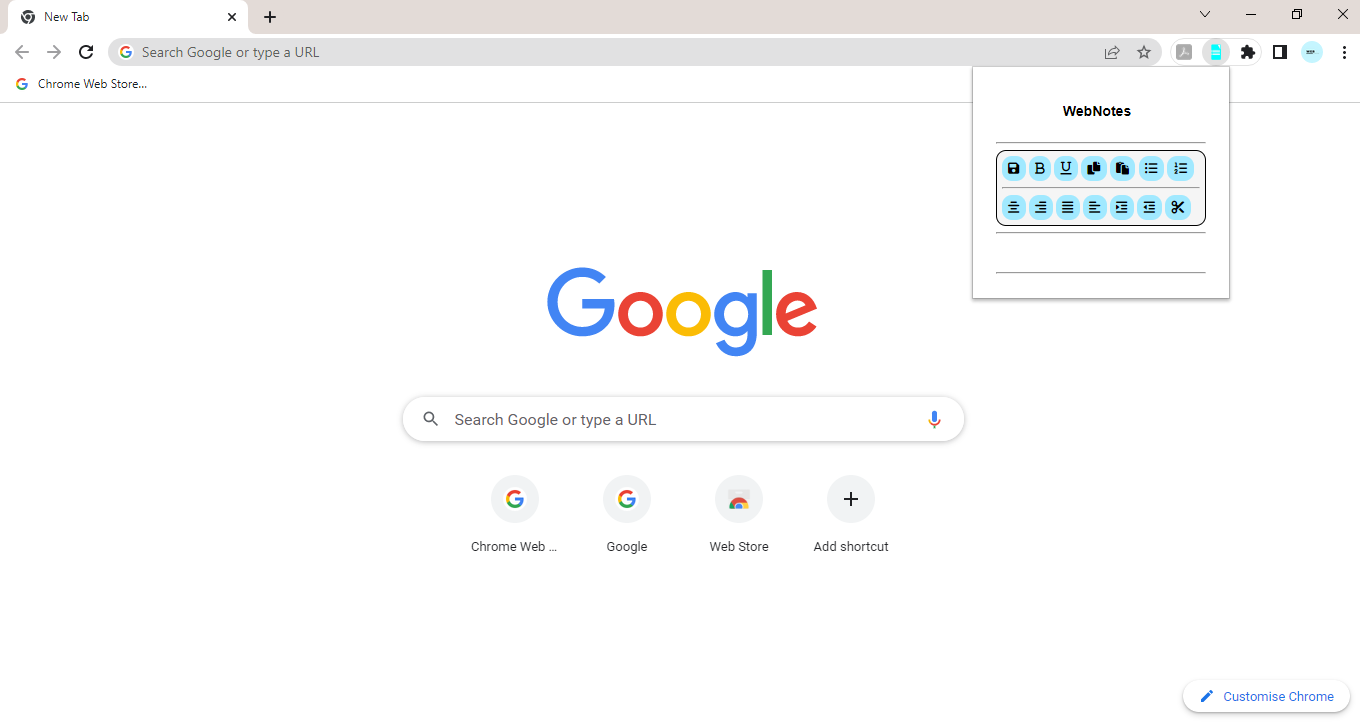 New Tab
Search Google or type a URL
Chrome Web Store...
WebNotes
B U
Google
Search Google or type a URL
Chrome Web ...
Google
Web Store
Add shortcut
Customise Chrome